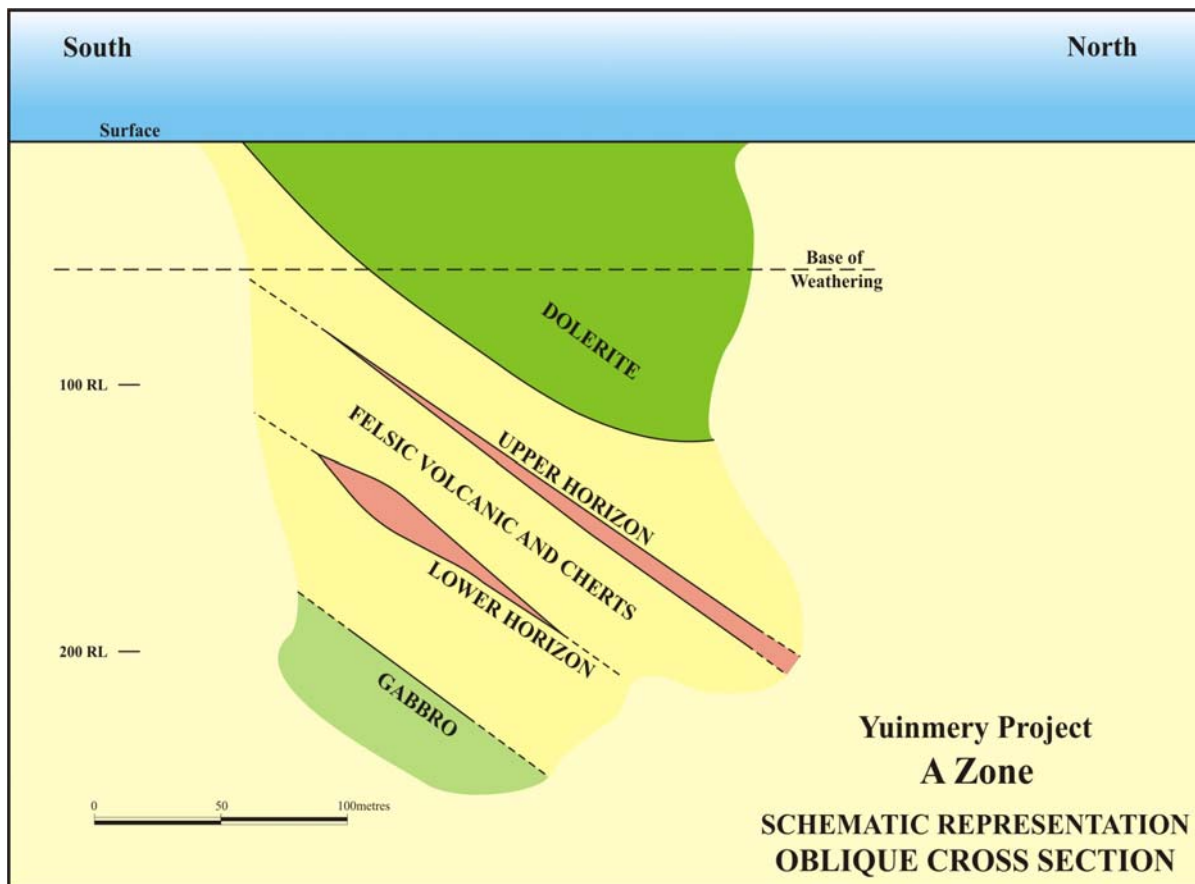 South
North
Surface
Base of
Weathering
DOLERITE
100 RL
UPPER HORIZON
FELSIC VOLCANIC AND CHERTS
LOWER HORIZON
200 RL
GABBRO
Yuinmery Project
A Zone
0 50 100metres
SCHEMATIC REPRESENTATION
OBLIQUE CROSS SECTION